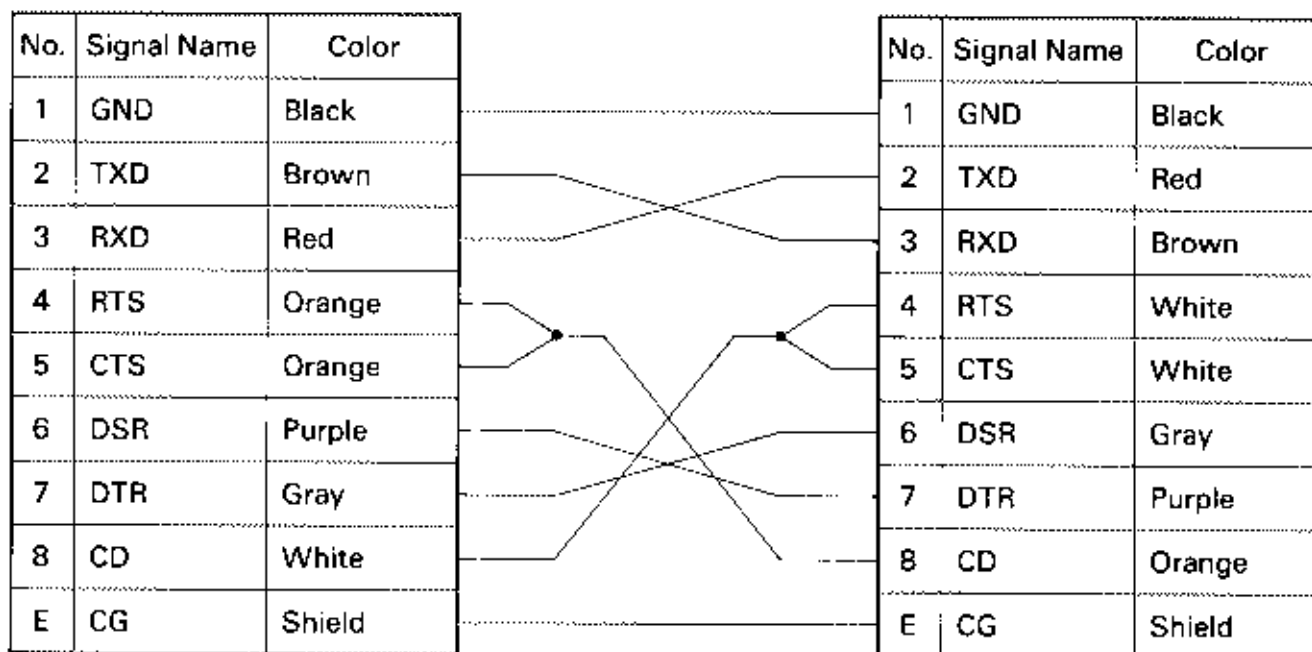 No. Signal Name Color No. Signal Name Color
1 GND Black 1 GND Black
2 TXD Brown 2 TXD Red
3 RXD Red 3 RXD Brown
4 RTS Orange 4 RTS White
5 CTS Orange 5 CTS White
6 DSR Purple 6 DSR Gray
7 DTR Gray 7 DTR Purple
8 CD White 8 CD Orange
E CG Shield E CG Shield